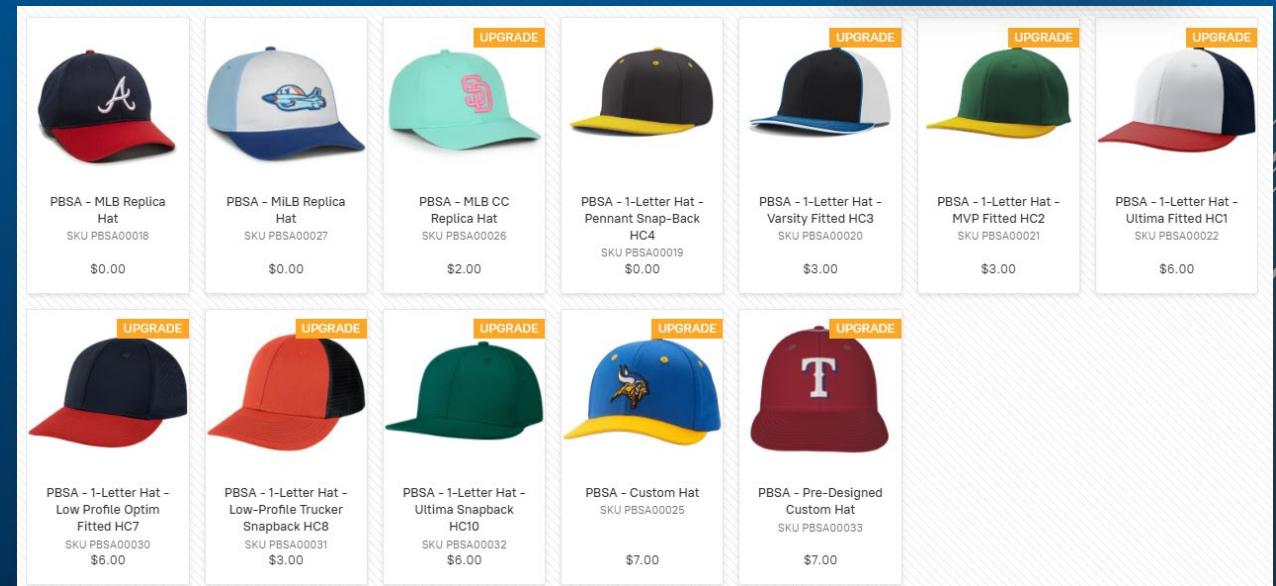 UPGRADE
UPGRADE
UPGRADE
UPGRADE
A
SD
PBSA - MLB Replica
Hat
SKU PBSA00018
$0.00
PBSA - MiLB Replica
Hat
SKU PBSA00027
$0.00
PBSA - MLB CC
Replica Hat
SKU PBSA00026
$2.00
PBSA - 1-Letter Hat -
Pennant Snap-Back
HC4
SKU PBSA00019
$0.00
PBSA - 1-Letter Hat -
Varsity Fitted HC3
SKU PBSA00020
$3.00
PBSA - 1-Letter Hat -
MVP Fitted HC2
SKU PBSA00021
$3.00
PBSA - 1-Letter Hat -
Ultima Fitted HC1
SKU PBSA00022
$6.00
UPGRADE
UPGRADE
UPGRADE
UPGRADE
UPGRADE
T
PBSA - 1-Letter Hat -
Low Profile Optim
Fitted HC7
SKU PBSA00030
$6.00
PBSA - 1-Letter Hat -
Low-Profile Trucker
Snapback HC8
SKU PBSA00031
$3.00
PBSA - 1-Letter Hat -
Ultima Snapback
HC10
SKU PBSA00032
$6.00
PBSA - Custom Hat
SKU PBSA00025
$7.00
PBSA - Pre-Designed
Custom Hat
SKU PBSA00033
$7.00